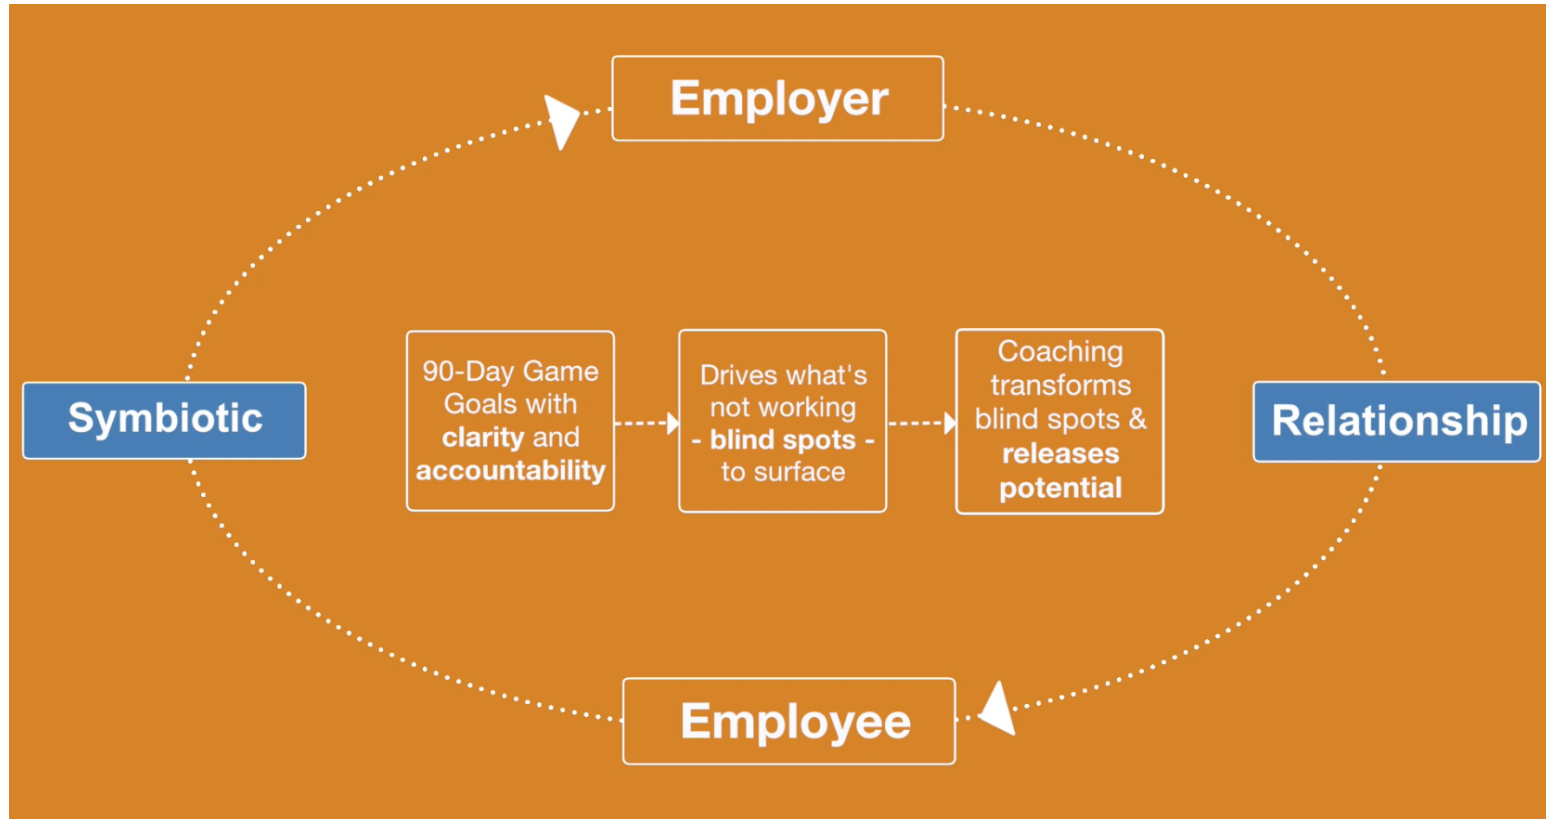 Employer
Symbiotic
90-Day Game
Goals with
clarity and
accountability
Drives what's
not working
- blind spots -
to surface
Coaching
transforms
blind spots &
releases
potential
Relationship
Employee